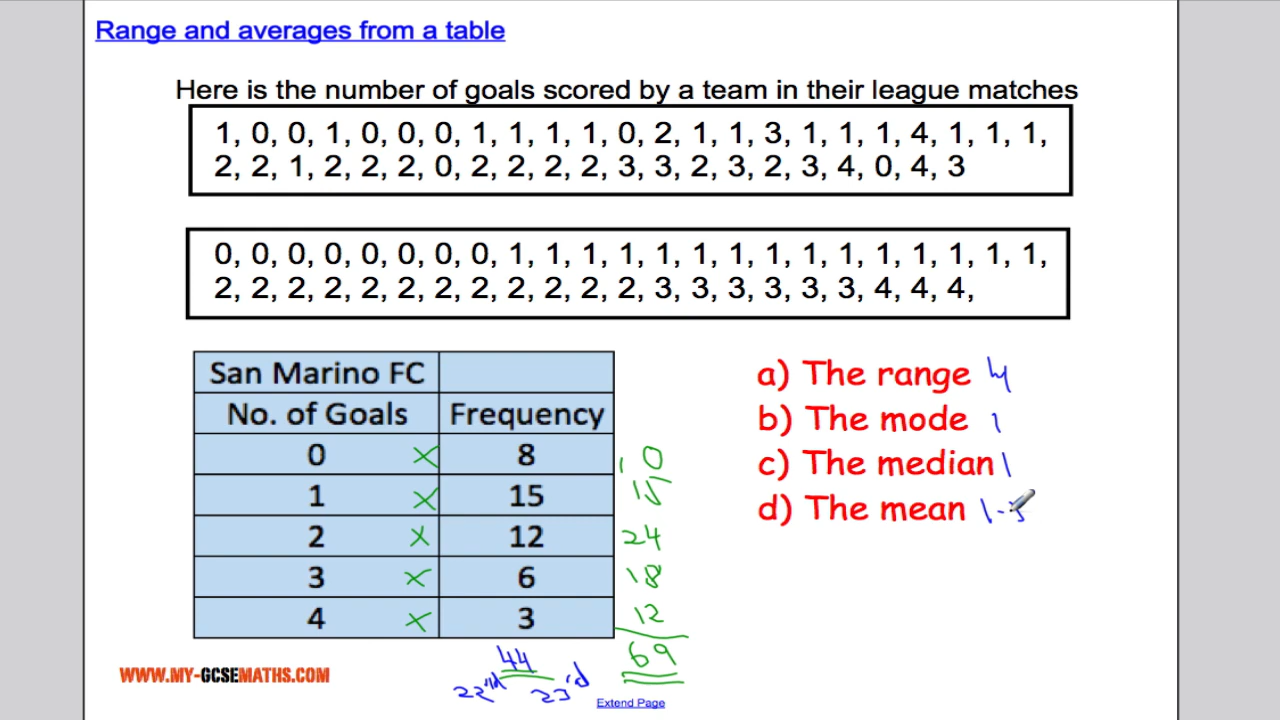 Range and averages from a table
Here is the number of goals scored by a team in their league matches
1, 0, 0, 1, 0, 0, 0, 1, 1, 1, 1, 0, 2, 1, 1, 3, 1, 1, 1, 4, 1, 1, 1,
2, 2, 1, 2, 2, 2, 0, 2, 2, 2, 2, 3, 3, 2, 3, 2, 3, 4, 0, 4, 3
0, 0, 0, 0, 0, 0, 0, 0, 1, 1, 1, 1, 1, 1, 1, 1, 1, 1, 1, 1, 1, 1, 1,
2, 2, 2, 2, 2, 2, 2, 2, 2, 2, 2, 2, 3, 3, 3, 3, 3, 3, 4, 4, 4,
San Marino FC
No. of Goals Frequency
0 × 8 0
1 × 15 15
2 × 12 24
3 × 6 18
4 × 3 12
44 69
22nd 23rd
a) The range 4
b) The mode 1
c) The median 1
d) The mean
WWW.MY-GCSEMATHS.COM
Extend Page